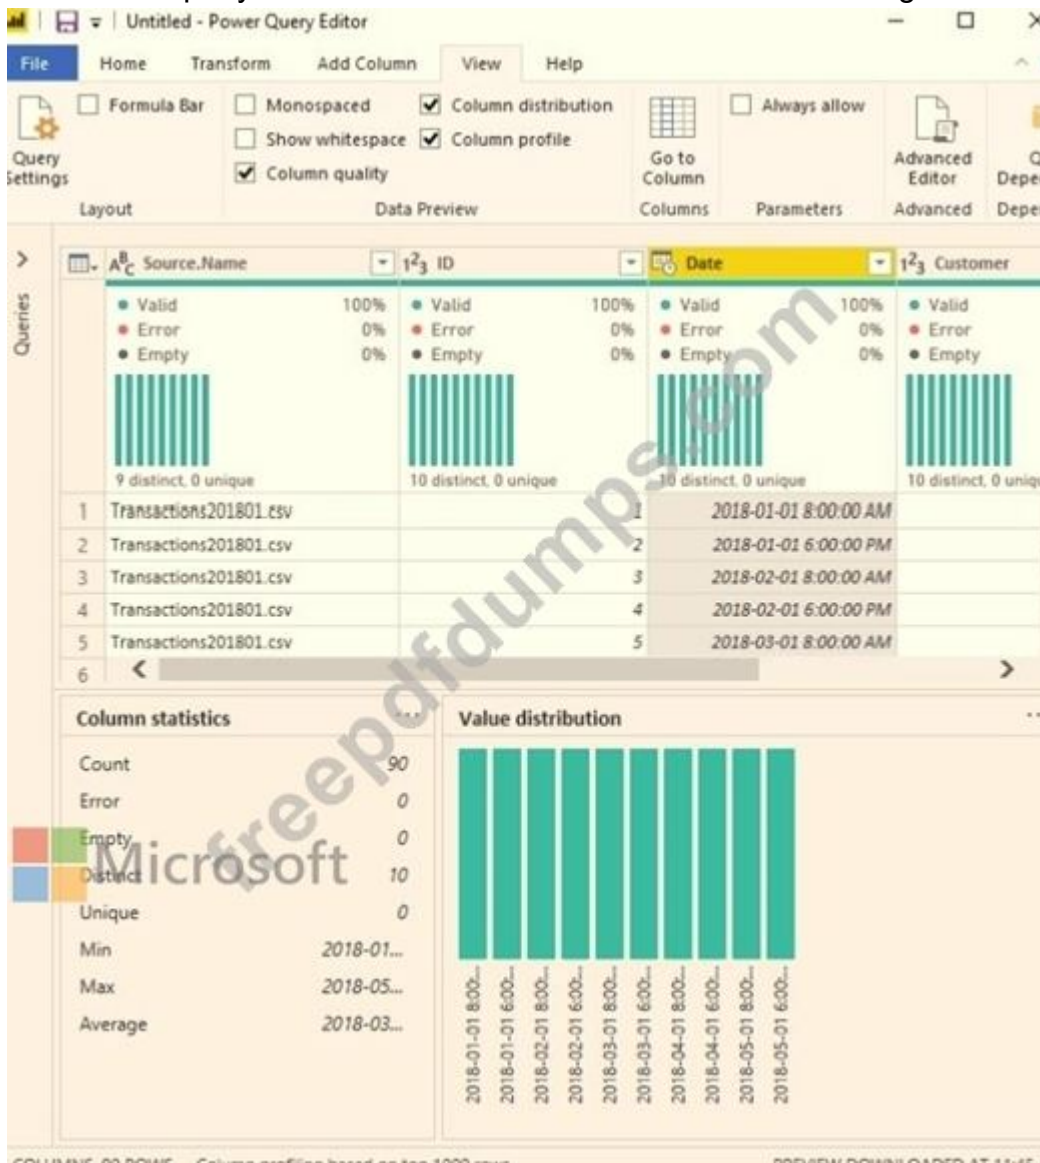 Untitled - Power Query Editor
File Home Transform Add Column View Help
Formula Bar Monospaced Column distribution Always allow
Show whitespace Column profile
Query Settings Column quality Go to Column Advanced Editor
Layout Data Preview Columns Parameters Advanced
Queries
Source.Name ID Date Customer
Valid 100% Valid 100% Valid 100% Valid
Error 0% Error 0% Error 0% Error
Empty 0% Empty 0% Empty 0% Empty
9 distinct, 0 unique 10 distinct, 0 unique 10 distinct, 0 unique 10 distinct, 0
1 Transactions201801.csv 1 2018-01-01 8:00:00 AM
2 Transactions201801.csv 2 2018-01-01 6:00:00 PM
3 Transactions201801.csv 3 2018-02-01 8:00:00 AM
4 Transactions201801.csv 4 2018-02-01 6:00:00 PM
5 Transactions201801.csv 5 2018-03-01 8:00:00 AM
6
Column statistics ... Value distribution
Count 90
Error 0
Empty 0
Distinct 10
Unique 0
Min 2018-01...
Max 2018-05...
Average 2018-03...
2018-01-01 8:00:...
2018-01-01 6:00:...
2018-02-01 8:00:...
2018-02-01 6:00:...
2018-03-01 8:00:...
2018-03-01 6:00:...
2018-04-01 8:00:...
2018-04-01 6:00:...
2018-05-01 8:00:...
2018-05-01 6:00:...
Microsoft
freepdfdumps.com